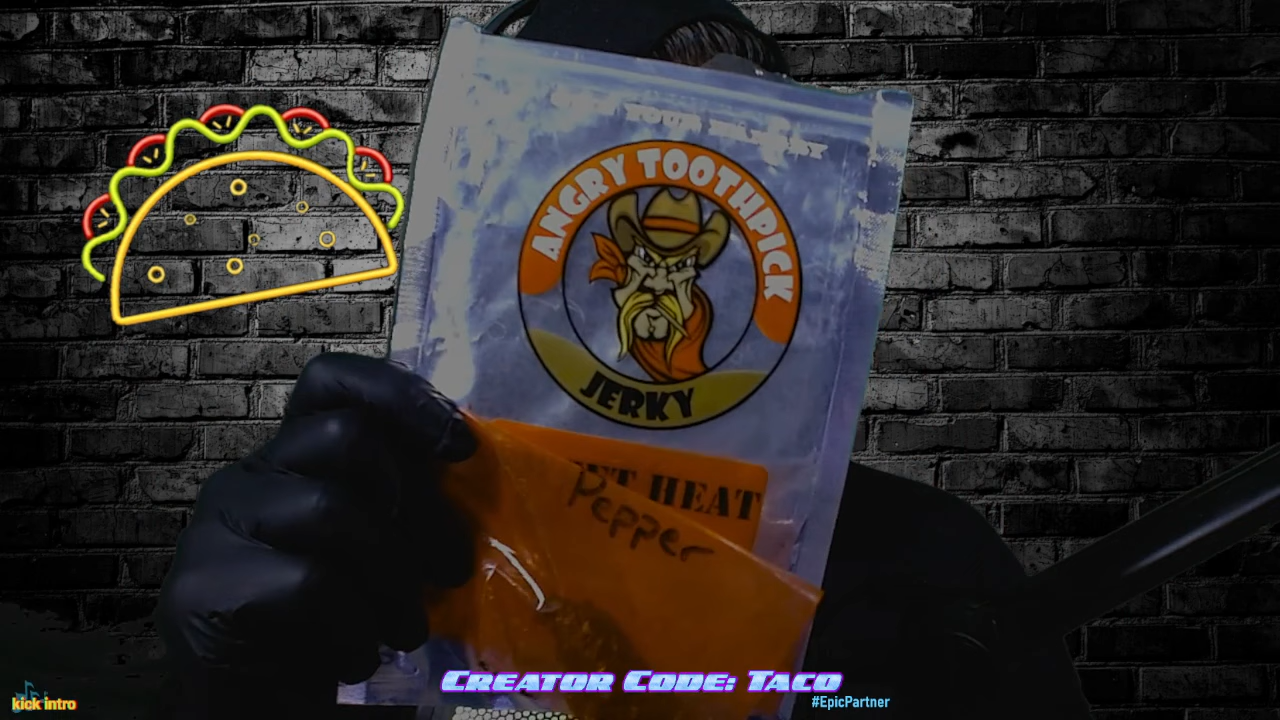 ANGRY TOOTHPICK
JERKY
HEAT
Pepper
CREATOR CODE: TACO
#EpicPartner
kick intro